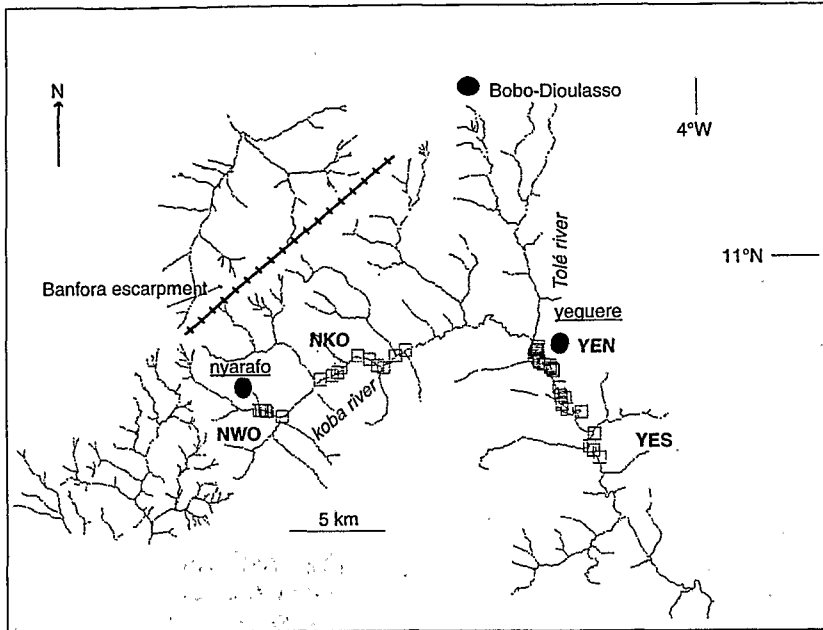 N
Bobo-Dioulasso
4°W
Tolé river
11°N
Banfora escarpment
yeguere
NKO
YEN
nyarafo
koba river
NWO
YES
5 km